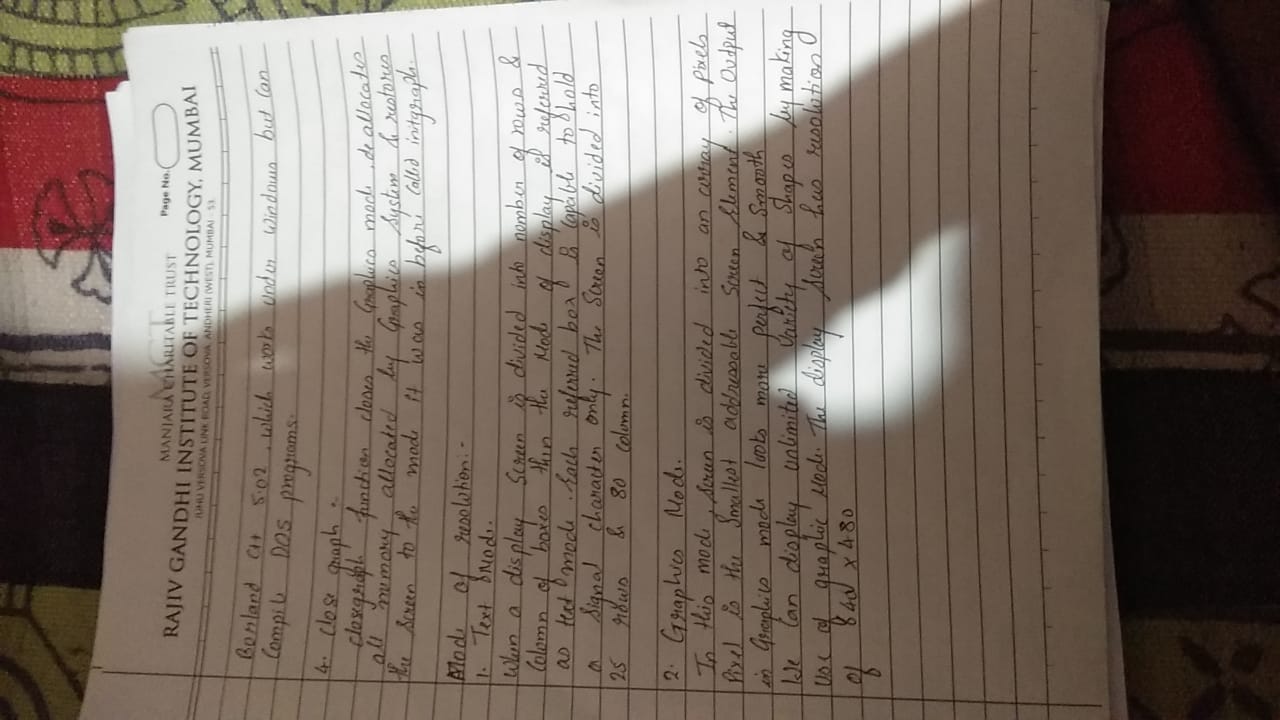 MANJARA CHARITABLE TRUST
Page No.
RAJIV GANDHI INSTITUTE OF TECHNOLOGY, MUMBAI
JUHU VERSOVA LINK ROAD, VERSOVA, ANDHERI (WEST), MUMBAI - 53.
Borland C++ 5.02, which works under windows but can
Compile DOS programs.
4. close graph :-
closegraph function closes the Graphics mode, deallocates
all memory allocated by Graphics System & restores
the screen to the mode it was in before called initgraph.
Mode of resolution:-
1. Text Mode.
When a display Screen is divided into number of rows &
Column of boxes then the Mode of display is referred
as text mode. Each referred box is Capable to hold
a Signal character only. The Screen is divided into
25 rows & 80 column.
2. Graphics Mode.
In this mode, Screen is divided into an array of pixels
Pixel is the Smallest addressable Screen Element. The Output
in Graphics mode looks more perfect & Smooth
We Can display unlimited Variety of Shapes by making
Use of graphic Mode. The display Screen has resolution
of 840 x 480